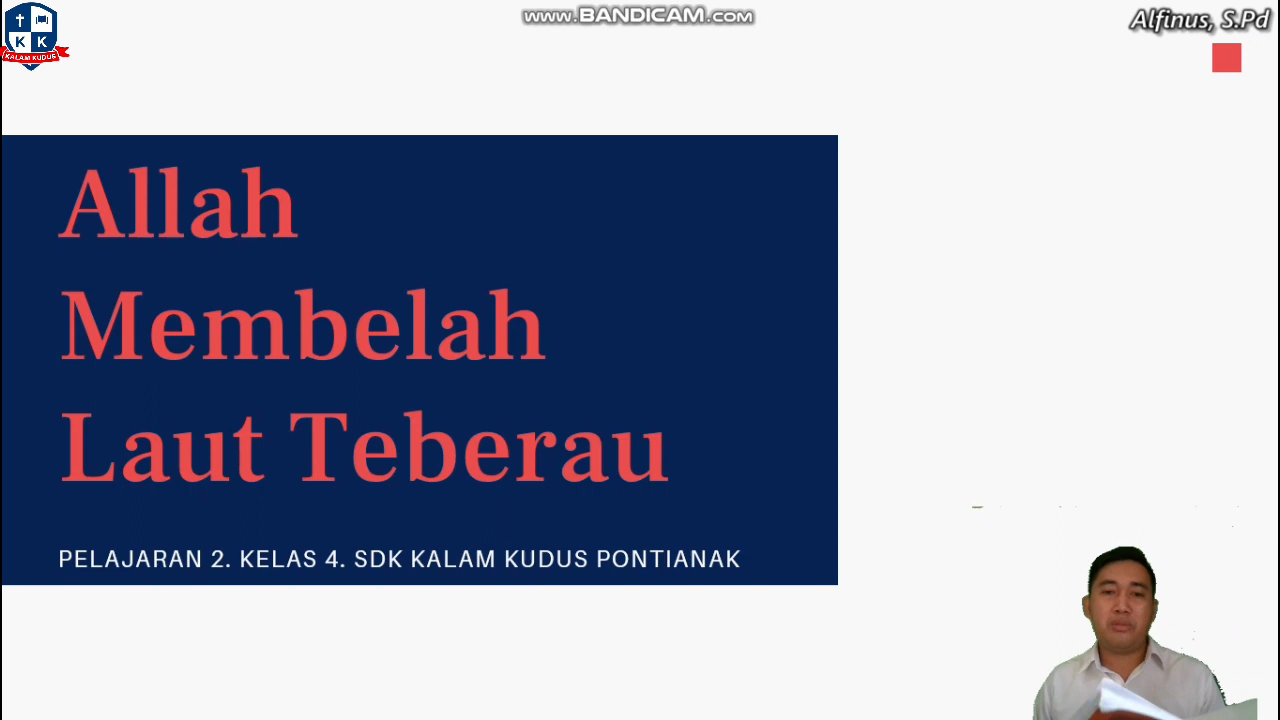 www.BANDICAM.com
Alfinus, S.Pd
K K
KALAM KUDUS
Allah
Membelah
Laut Teberau
PELAJARAN 2. KELAS 4. SDK KALAM KUDUS PONTIANAK